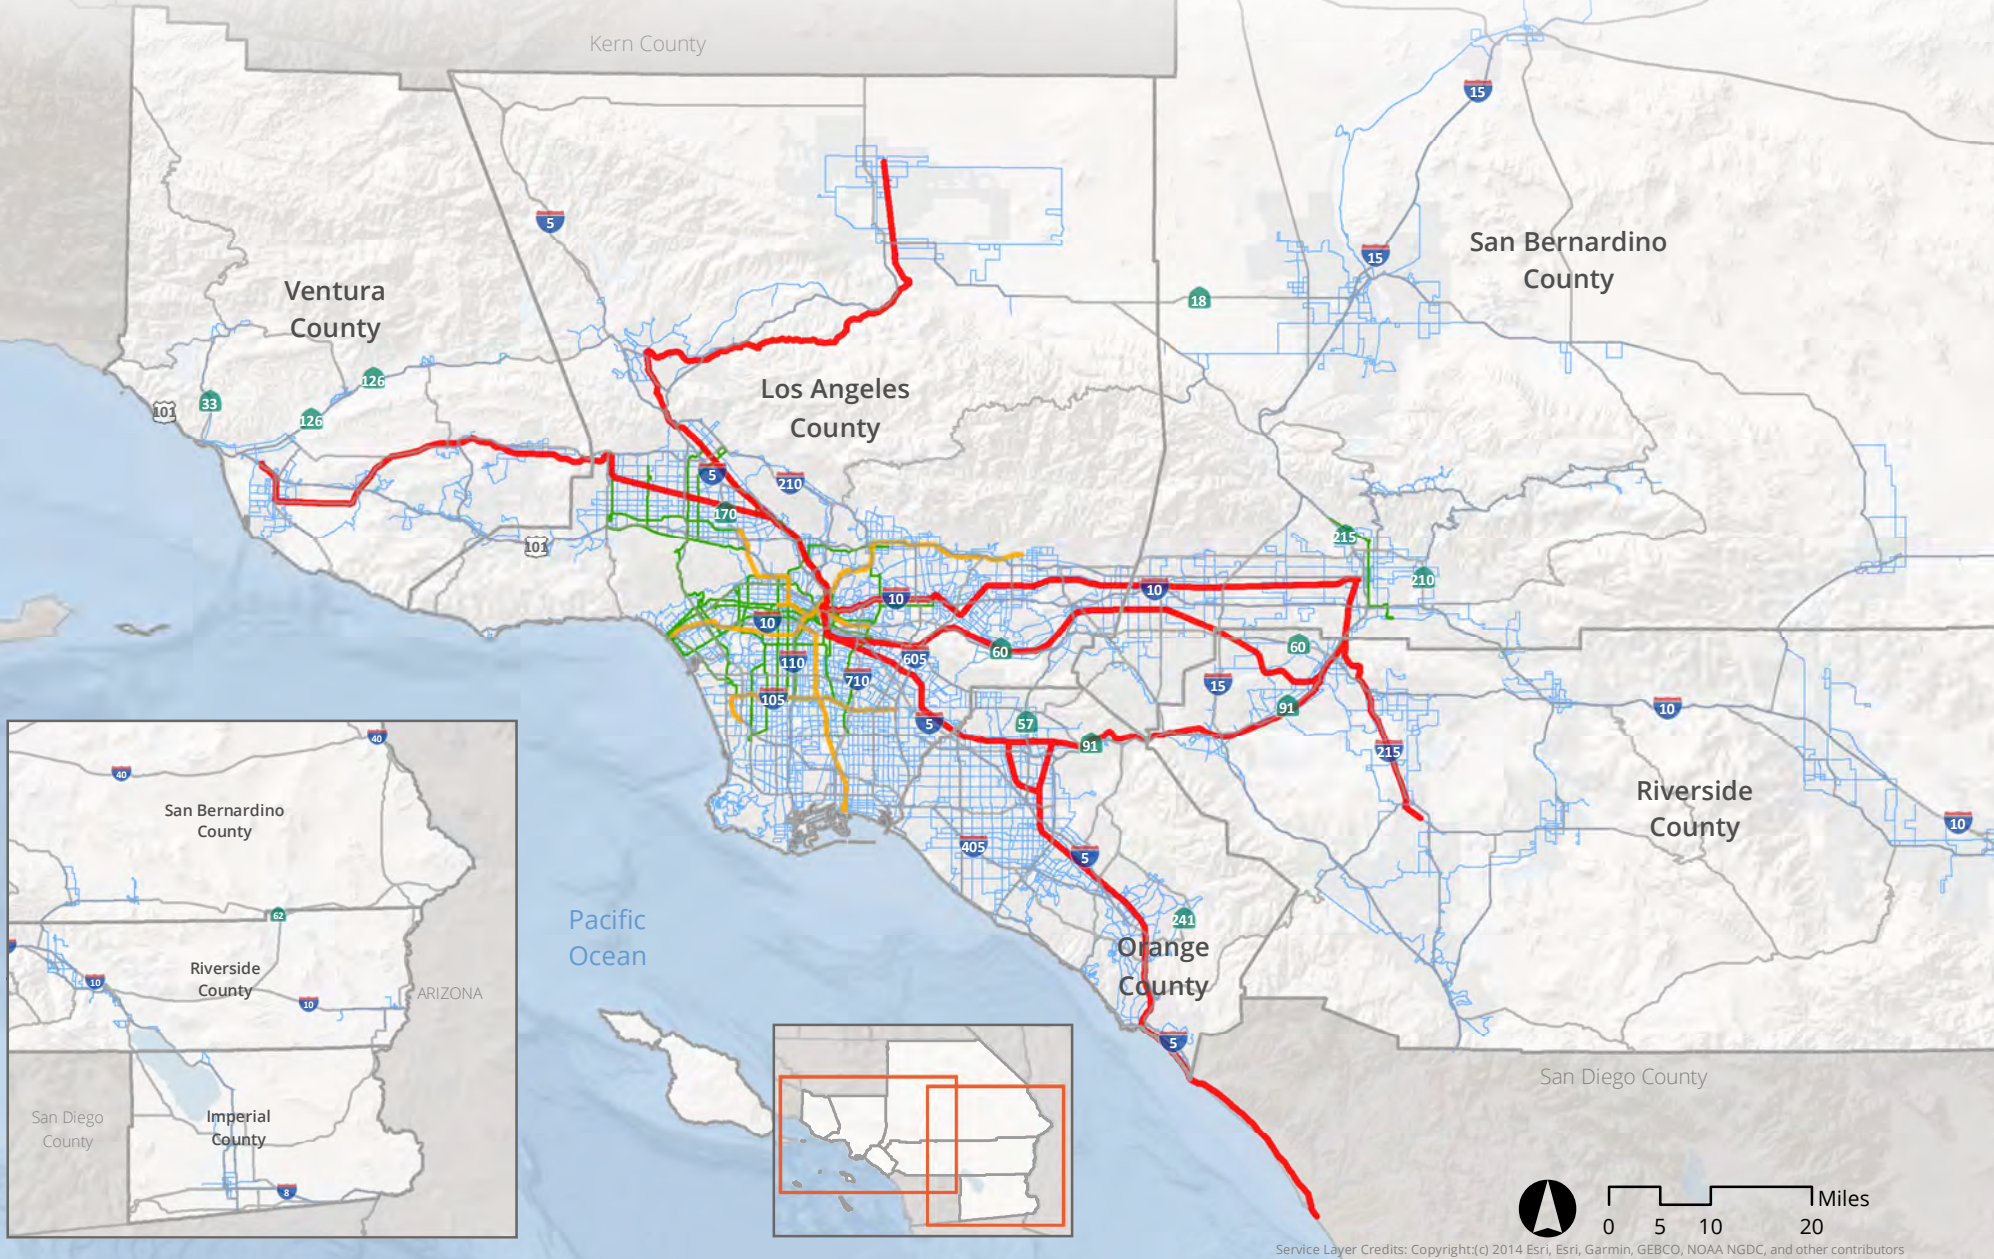 Kern County
15
5
San Bernardino
County
15
Ventura
County
18
126
Los Angeles
County
33
101
126
5
210
170
101
215
210
10
10
10
60
60
110
605
710
15
105
91
10
5
57
91
215
Riverside
County
10
405
5
241
Pacific
Ocean
Orange
County
5
San Diego County
40
40
San Bernardino
County
62
Riverside
County
10
10
ARIZONA
San Diego
County
Imperial
County
8
Miles
0 5 10 20
Service Layer Credits: Copyright:(c) 2014 Esri, Esri, Garmin, GEBCO, NOAA NGDC, and other contributors